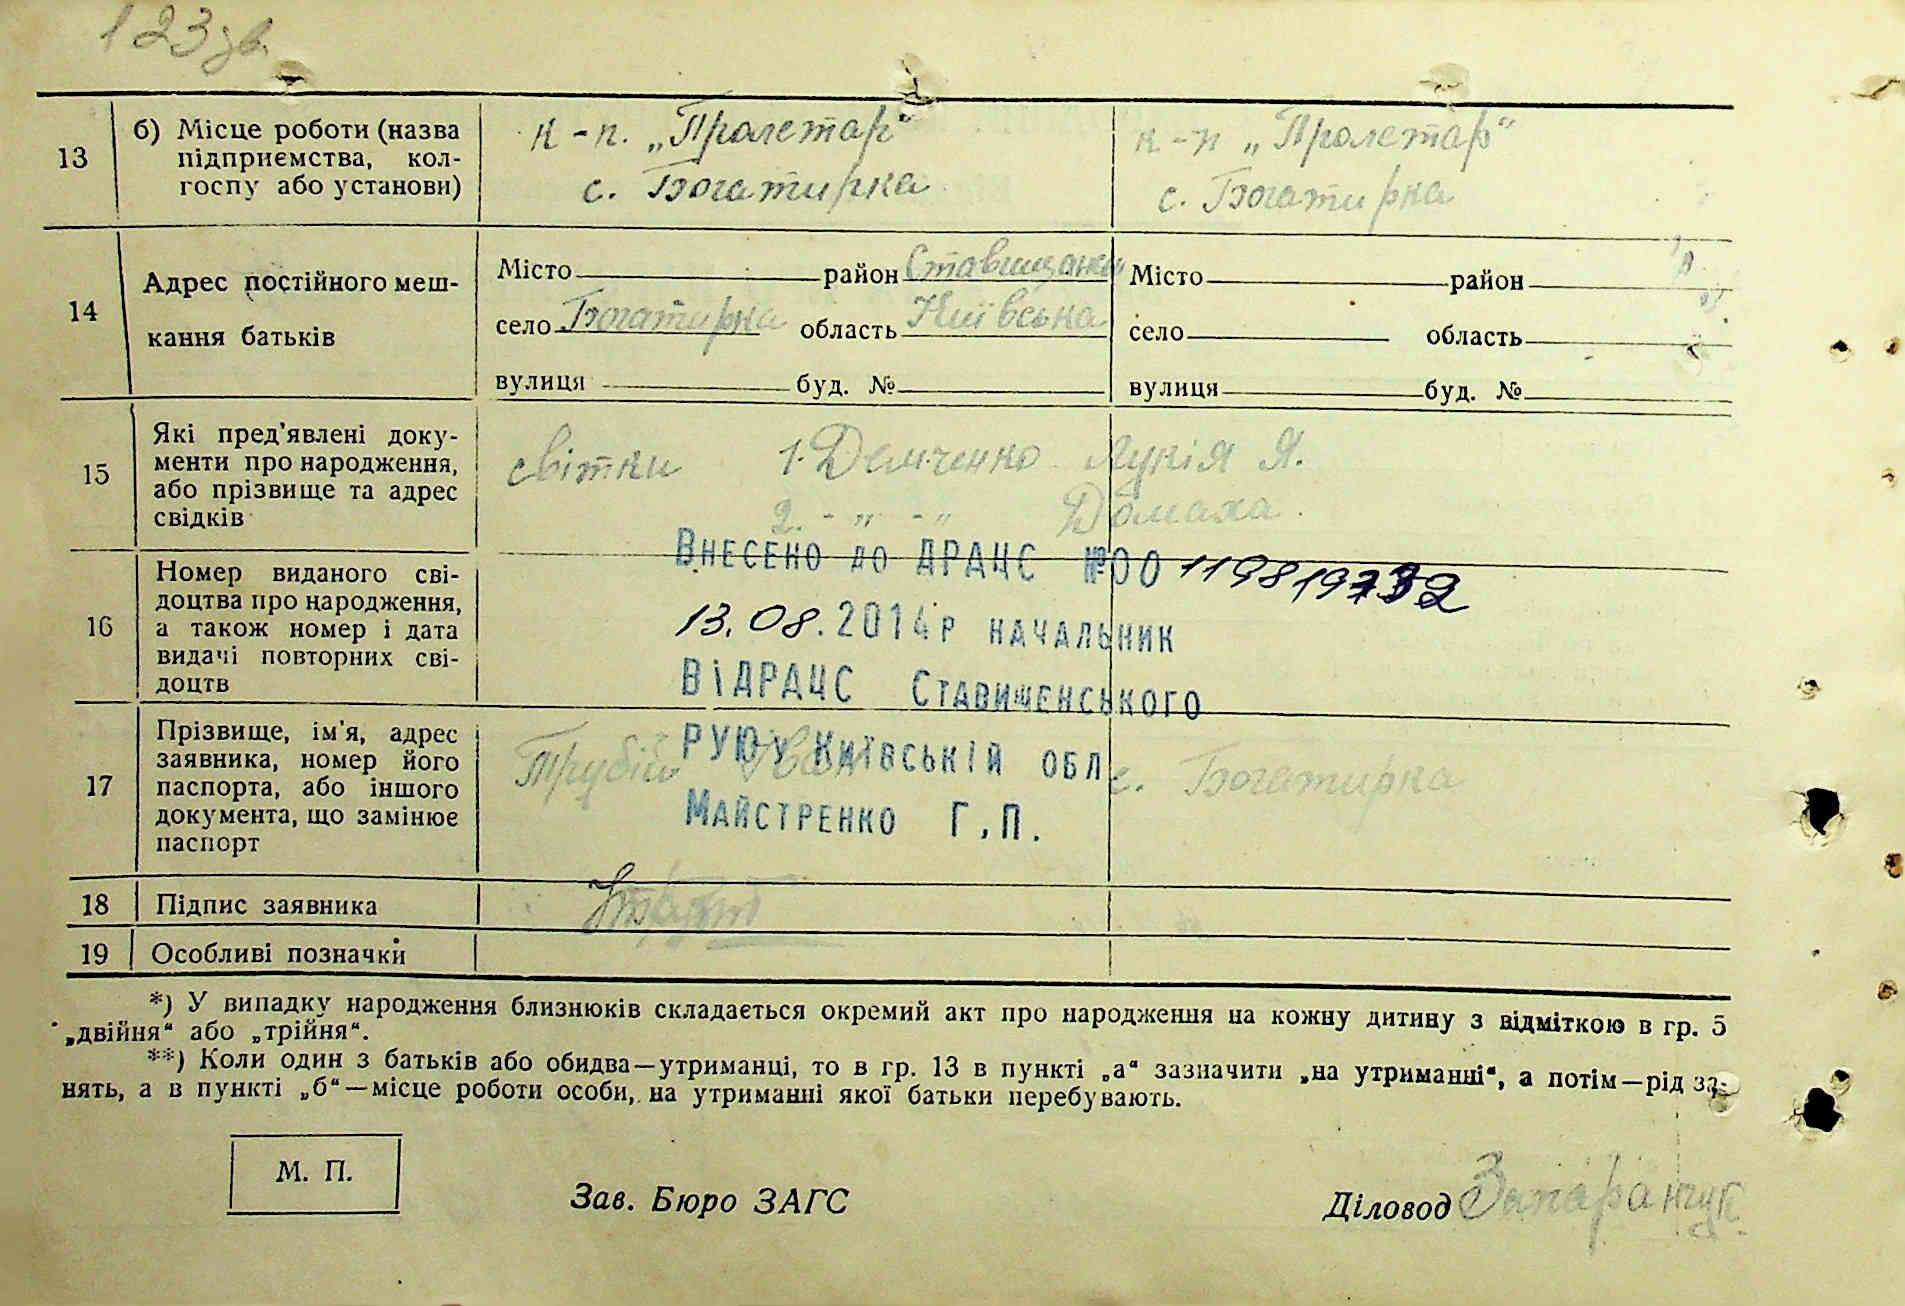 123 зв.
13
б) Місце роботи (назва
підприємства, кол-
госпу або установи)
к-п. „Пролетар“
с. Богатирка
к-п „Пролетар“
с. Богатирка
14
Адрес постійного меш-
кання батьків
Місто район Ставищанськ
село Богатирка область Київська
вулиця буд. №
Місто район
село область
вулиця буд. №
15
Які пред'явлені доку-
менти про народження,
або прізвище та адрес
свідків
свiтки 1. Демченко Лукія Я.
2. - „ - „ Домаха.
16
Номер виданого сві-
доцтва про народження,
а також номер і дата
видачі повторних сві-
доцтв
Внесено до ДРАЦС №00
13.08.2014р начальник
ВіДРАЦС Ставищенського
РУЮ у Київській обл
Майстренко Г.П.
17
Прізвище, ім'я, адрес
заявника, номер його
паспорта, або іншого
документа, що замінює
паспорт
Трубій Іван с. Богатирка
18
Підпис заявника
19
Особливі позначки
*) У випадку народження близнюків складається окремий акт про народження на кожну дитину з відміткою в гр. 5
„двійня“ або „трійня“.
**) Коли один з батьків або обидва—утриманці, то в гр. 13 в пункті „а“ зазначити „на утриманні“, а потім—рід за-
нять, а в пункті „б“—місце роботи особи, на утриманні якої батьки перебувають.
М. П.
Зав. Бюро ЗАГС
Діловод